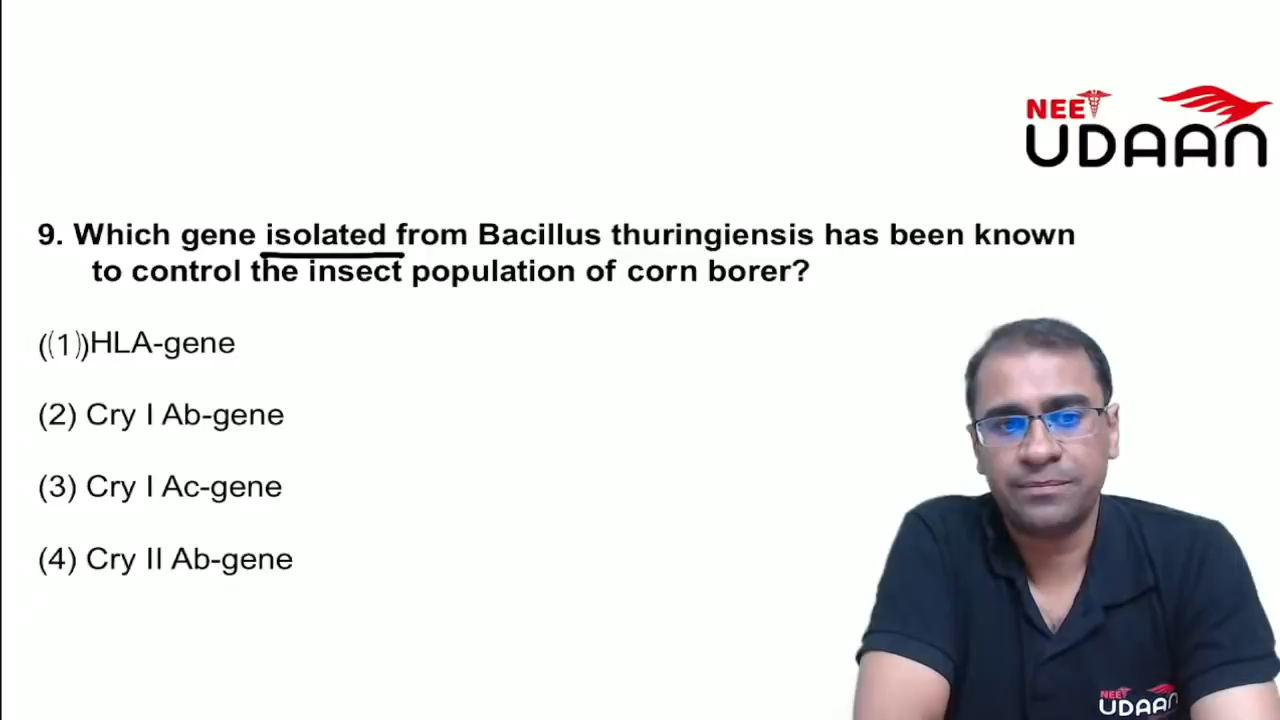 NEET
UDAAN
9. Which gene isolated from Bacillus thuringiensis has been known
to control the insect population of corn borer?
((1))HLA-gene
(2) Cry I Ab-gene
(3) Cry I Ac-gene
(4) Cry II Ab-gene
NEET
UDAAN